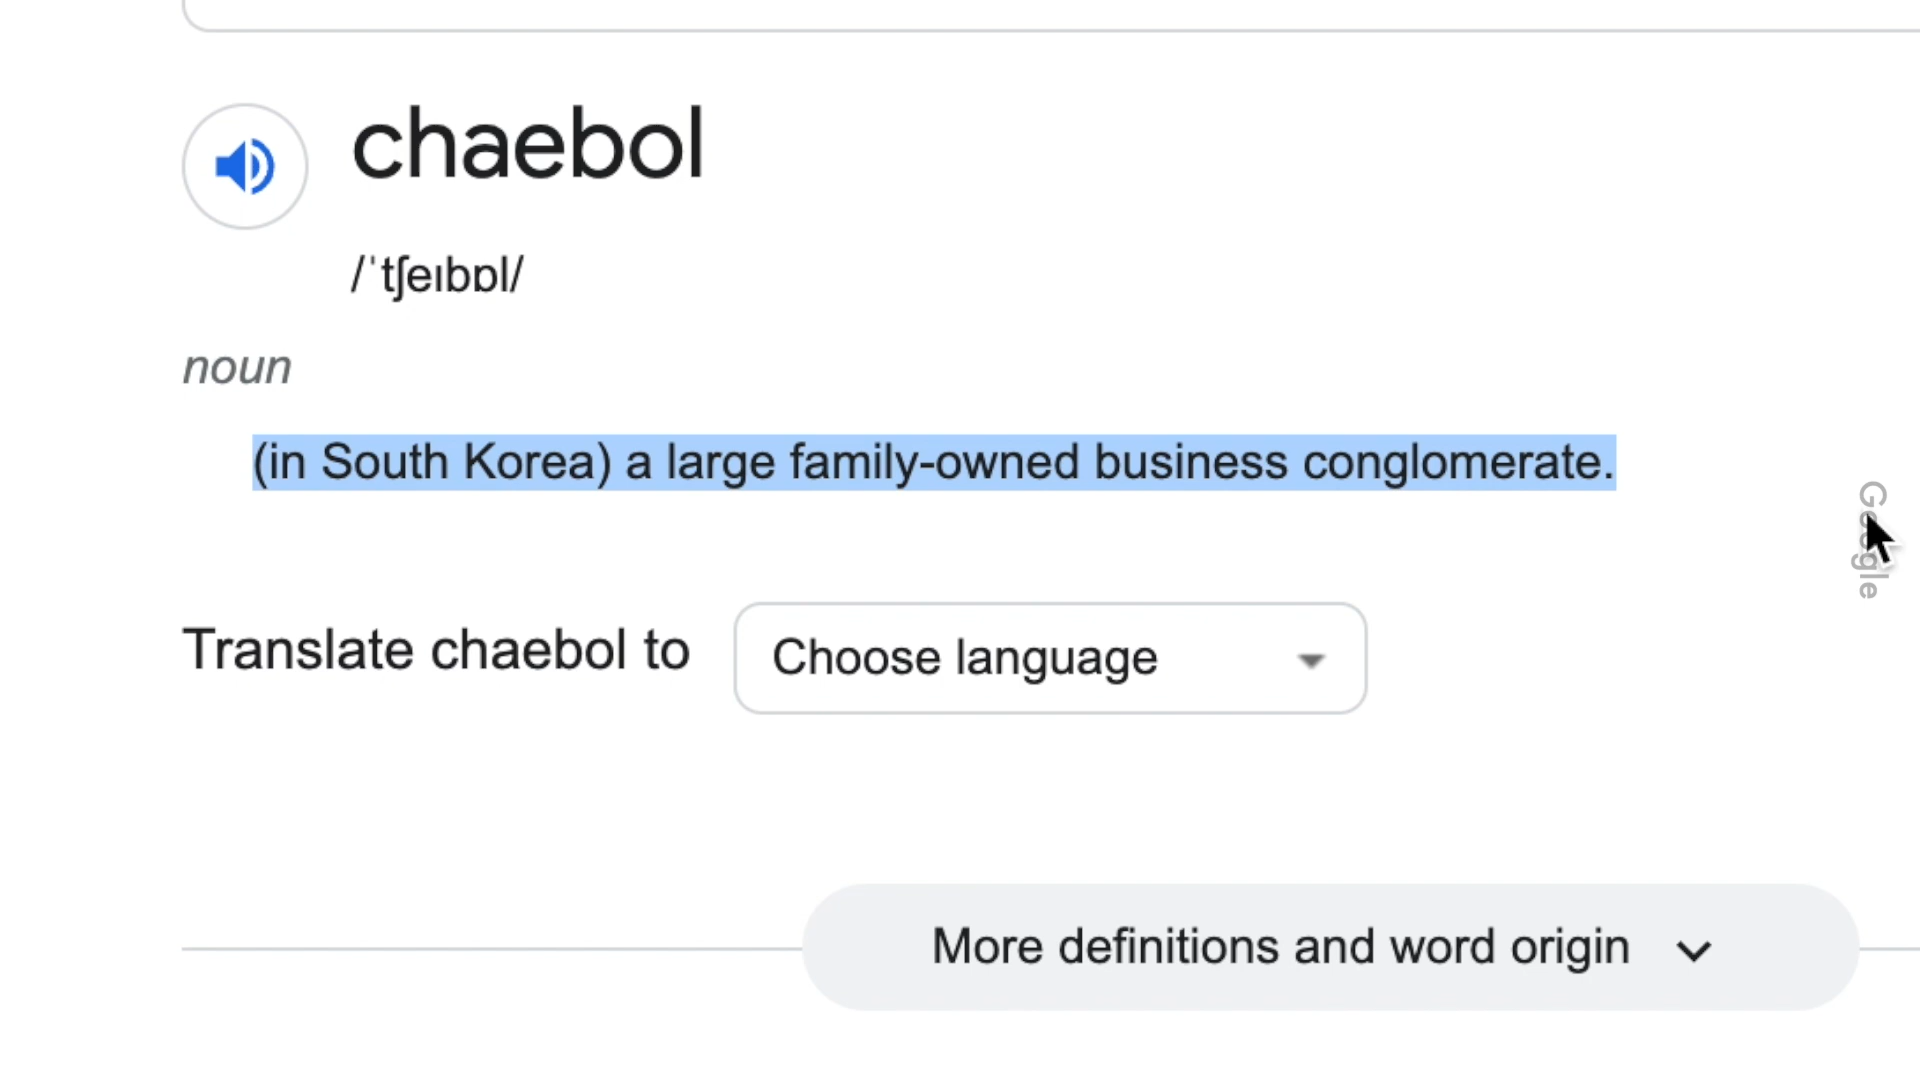 chaebol
/ˈtʃeɪbɒl/
noun
(in South Korea) a large family-owned business conglomerate.
Google
Translate chaebol to
Choose language
More definitions and word origin